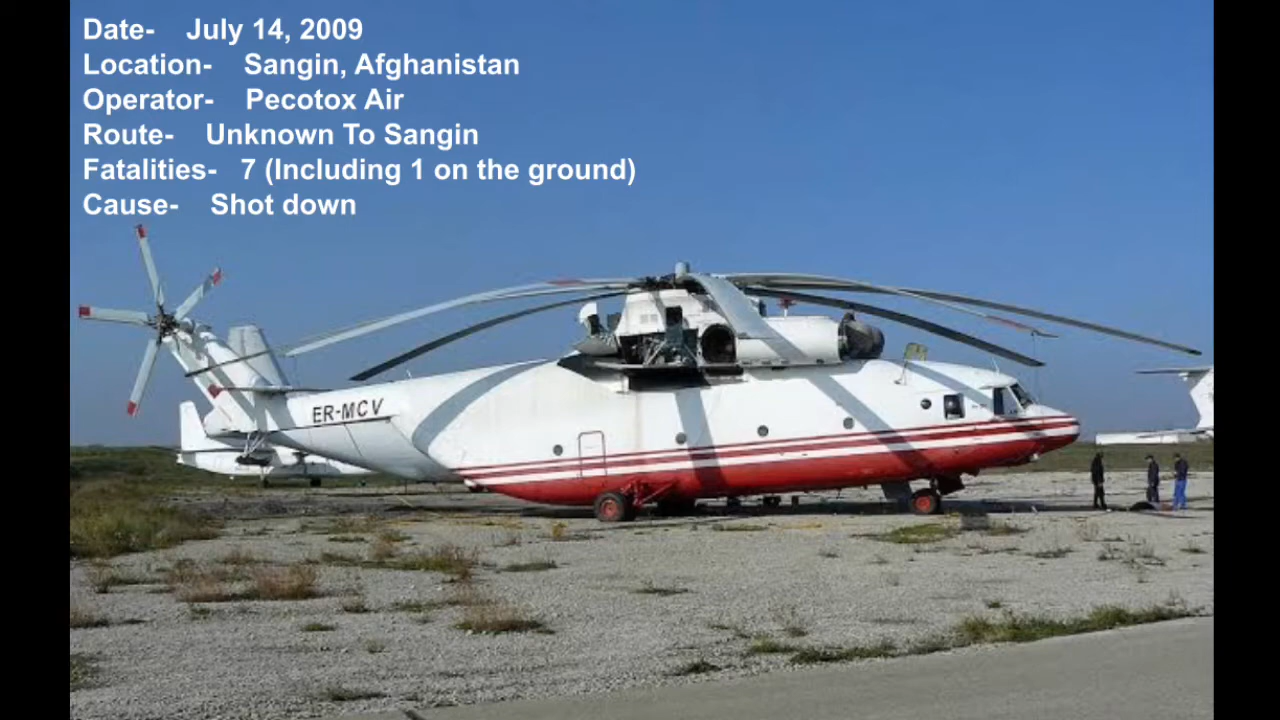 Date- July 14, 2009
Location- Sangin, Afghanistan
Operator- Pecotox Air
Route- Unknown To Sangin
Fatalities- 7 (Including 1 on the ground)
Cause- Shot down
ER-MCV